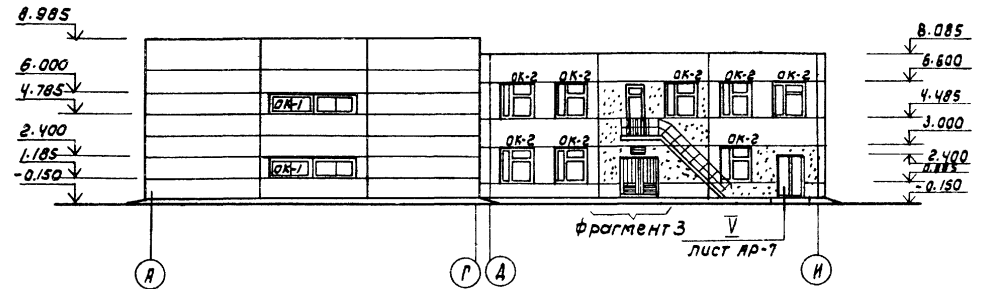 8.985
6.000
4.785
2.400
1.185
-0.150
ОК-1
ОК-1
ОК-2 ОК-2 ОК-2 ОК-2 ОК-2
ОК-2 ОК-2 ОК-2
8.085
6.600
4.485
3.000
2.400
-0.150
фрагмент 3
V
лист АР-7
А Г Д И